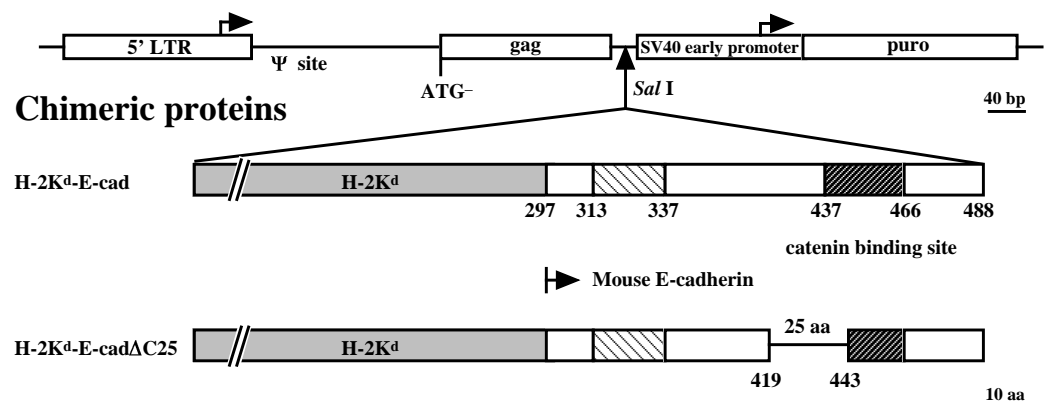 5' LTR
gag
SV40 early promoter
puro
Ψ site
ATG–
Sal I
40 bp
Chimeric proteins
H-2Kᵈ-E-cad
H-2Kᵈ
297
313
337
437
466
488
catenin binding site
Mouse E-cadherin
25 aa
H-2Kᵈ-E-cadΔC25
H-2Kᵈ
419
443
10 aa